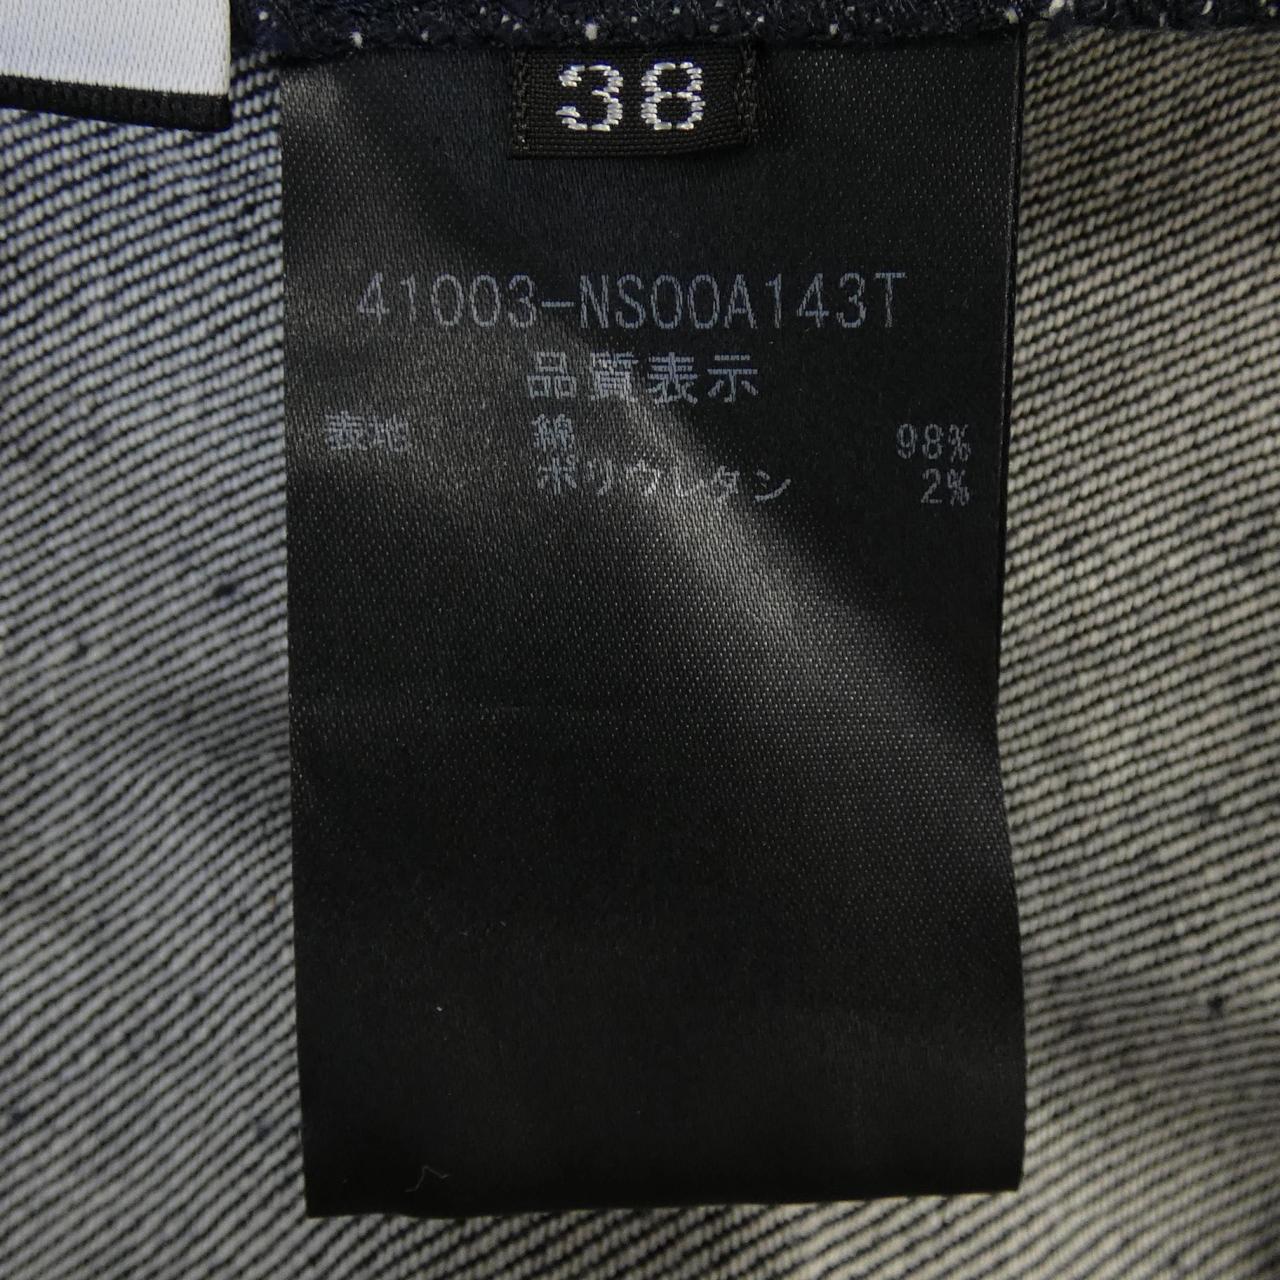 38
41003-NS00A143T
品質表示
表地 綿 98%
ポリウレタン 2%